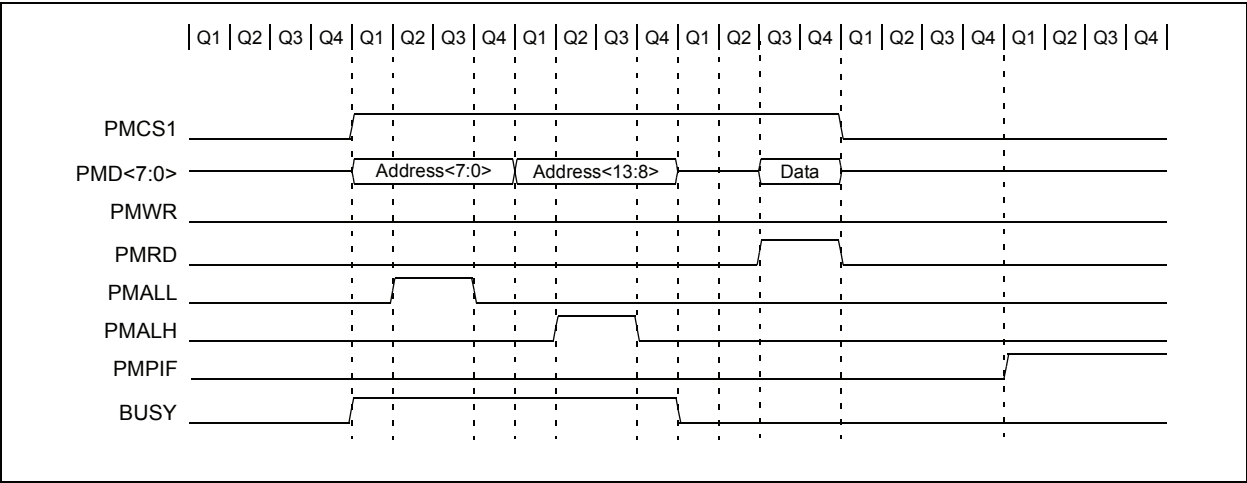 Q1 Q2 Q3 Q4 Q1 Q2 Q3 Q4 Q1 Q2 Q3 Q4 Q1 Q2 Q3 Q4 Q1 Q2 Q3 Q4 Q1 Q2 Q3 Q4
PMCS1
PMD<7:0> Address<7:0> Address<13:8> Data
PMWR
PMRD
PMALL
PMALH
PMPIF
BUSY